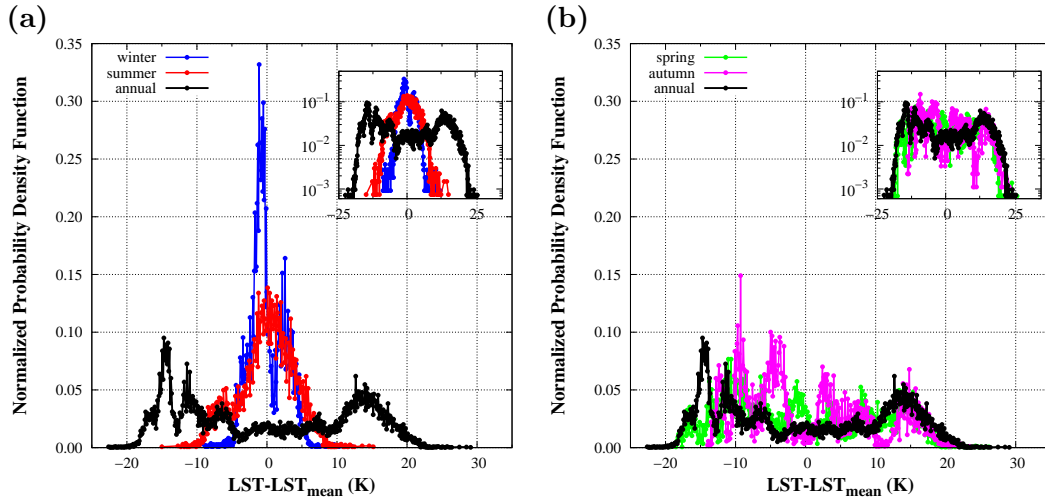 (a)
(b)
Normalized Probability Density Function
0.35
0.30
0.25
0.20
0.15
0.10
0.05
0.00
winter
summer
annual
10⁻¹
10⁻²
10⁻³
−25 0 25
−20 −10 0 10 20 30
LST-LSTmean (K)
Normalized Probability Density Function
0.35
0.30
0.25
0.20
0.15
0.10
0.05
0.00
spring
autumn
annual
10⁻¹
10⁻²
10⁻³
−25 0 25
−20 −10 0 10 20 30
LST-LSTmean (K)